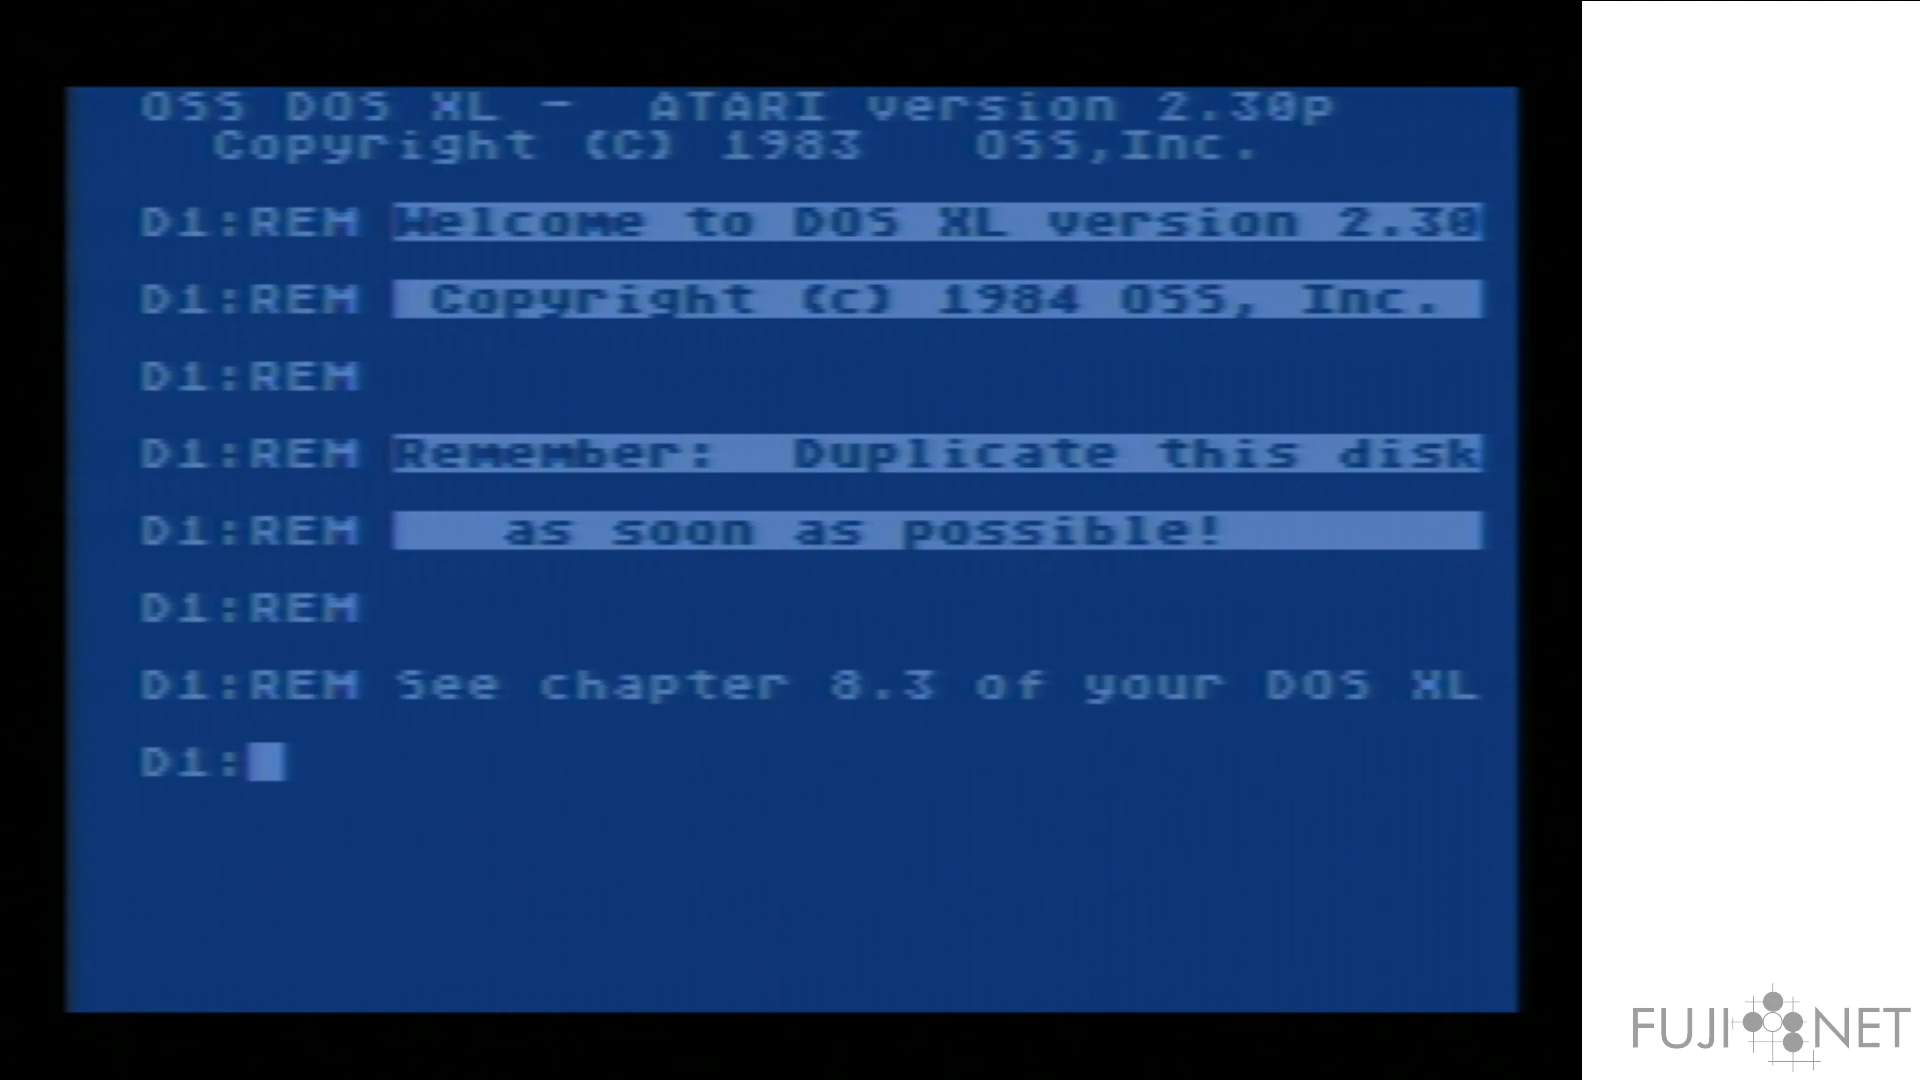 OSS DOS XL - ATARI version 2.30p
Copyright (C) 1983 OSS,Inc.
D1:REM Welcome to DOS XL version 2.30
D1:REM Copyright (c) 1984 OSS, Inc.
D1:REM
D1:REM Remember: Duplicate this disk
D1:REM as soon as possible!
D1:REM
D1:REM See chapter 8.3 of your DOS XL
D1:
FUJI NET